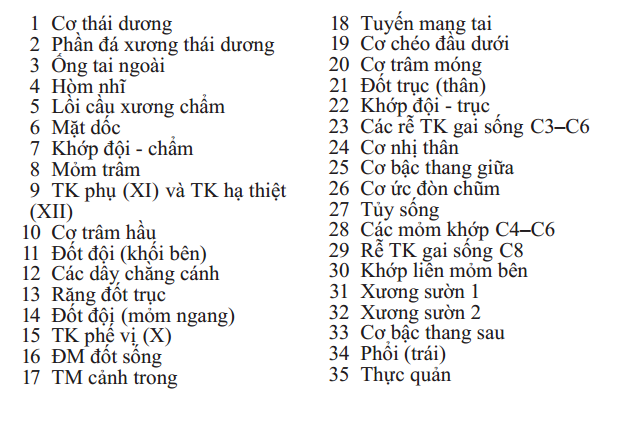 1 Cơ thái dương
2 Phần đá xương thái dương
3 Ống tai ngoài
4 Hòm nhĩ
5 Lồi cầu xương chẩm
6 Mặt dốc
7 Khớp đội - chẩm
8 Mỏm trâm
9 TK phụ (XI) và TK hạ thiệt
(XII)
10 Cơ trâm hầu
11 Đốt đội (khối bên)
12 Các dây chằng cánh
13 Răng đốt trục
14 Đốt đội (mỏm ngang)
15 TK phế vị (X)
16 ĐM đốt sống
17 TM cảnh trong
18 Tuyến mang tai
19 Cơ chéo đầu dưới
20 Cơ trâm móng
21 Đốt trục (thân)
22 Khớp đội - trục
23 Các rễ TK gai sống C3–C6
24 Cơ nhị thân
25 Cơ bậc thang giữa
26 Cơ ức đòn chũm
27 Tủy sống
28 Các mỏm khớp C4–C6
29 Rễ TK gai sống C8
30 Khớp liên mỏm bên
31 Xương sườn 1
32 Xương sườn 2
33 Cơ bậc thang sau
34 Phổi (trái)
35 Thực quản